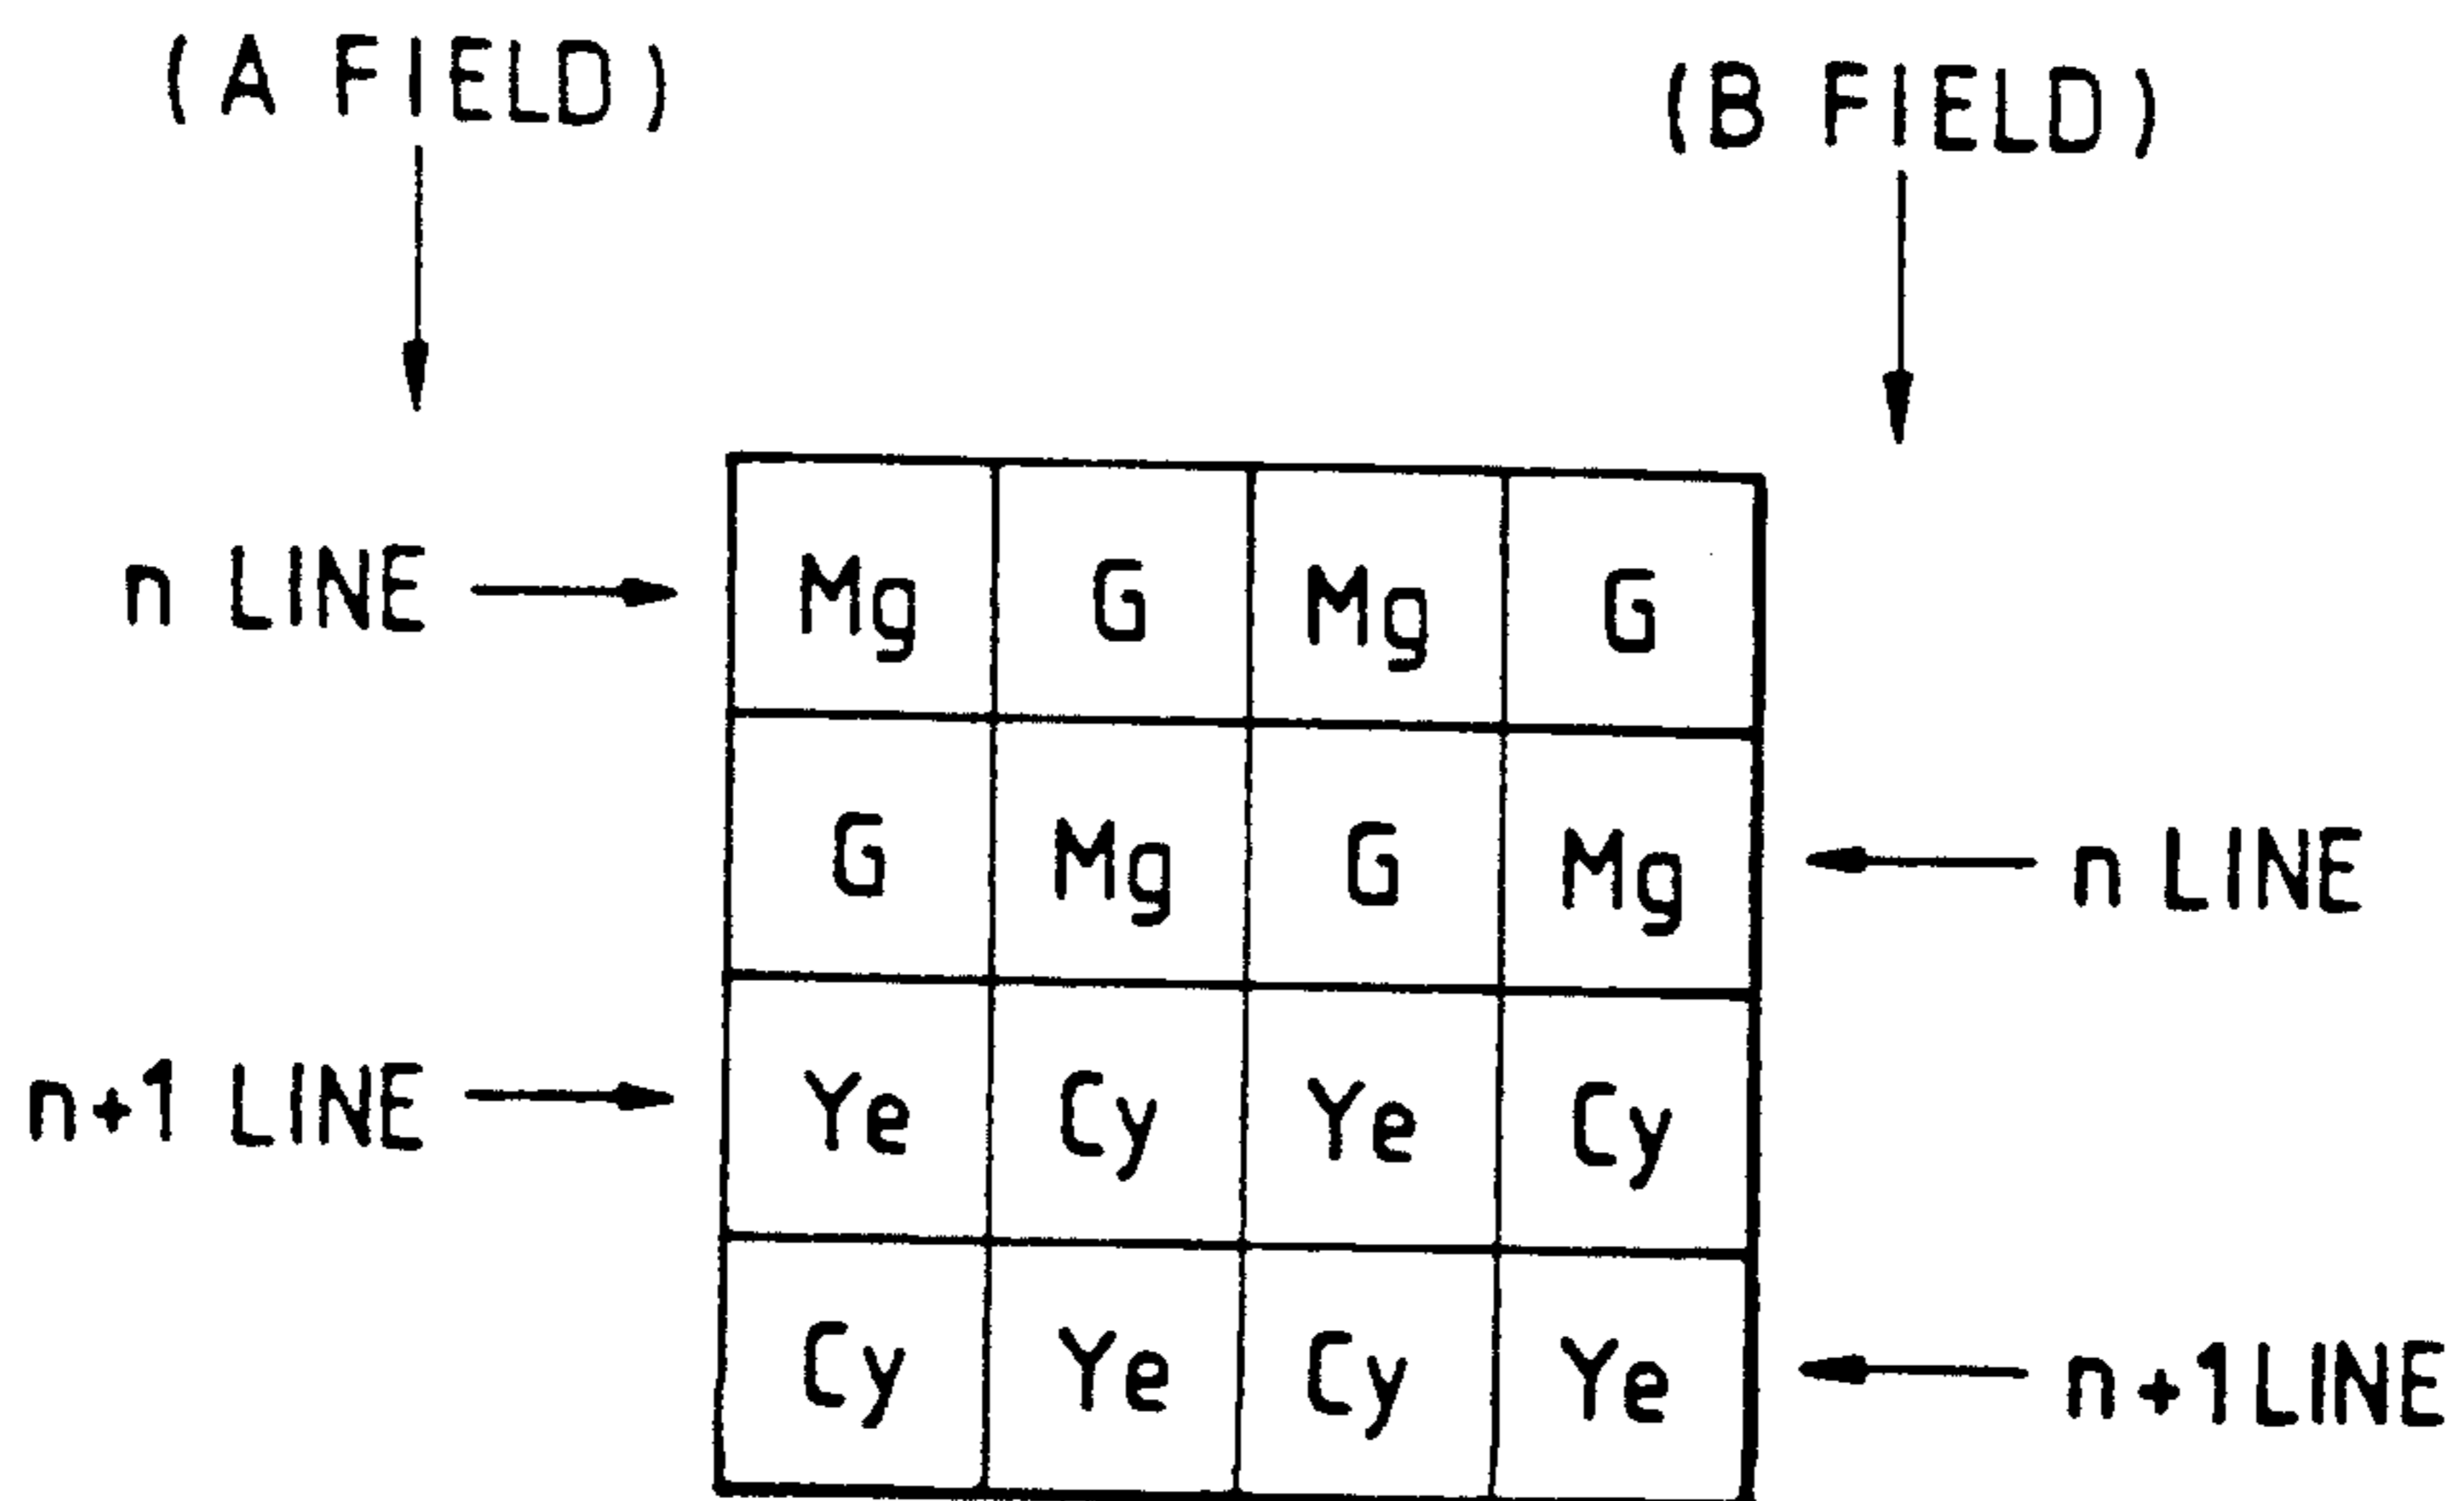 (A FIELD) (B FIELD)
n LINE Mg G Mg G
G Mg G Mg n LINE
n+1 LINE Ye Cy Ye Cy
Cy Ye Cy Ye n+1 LINE